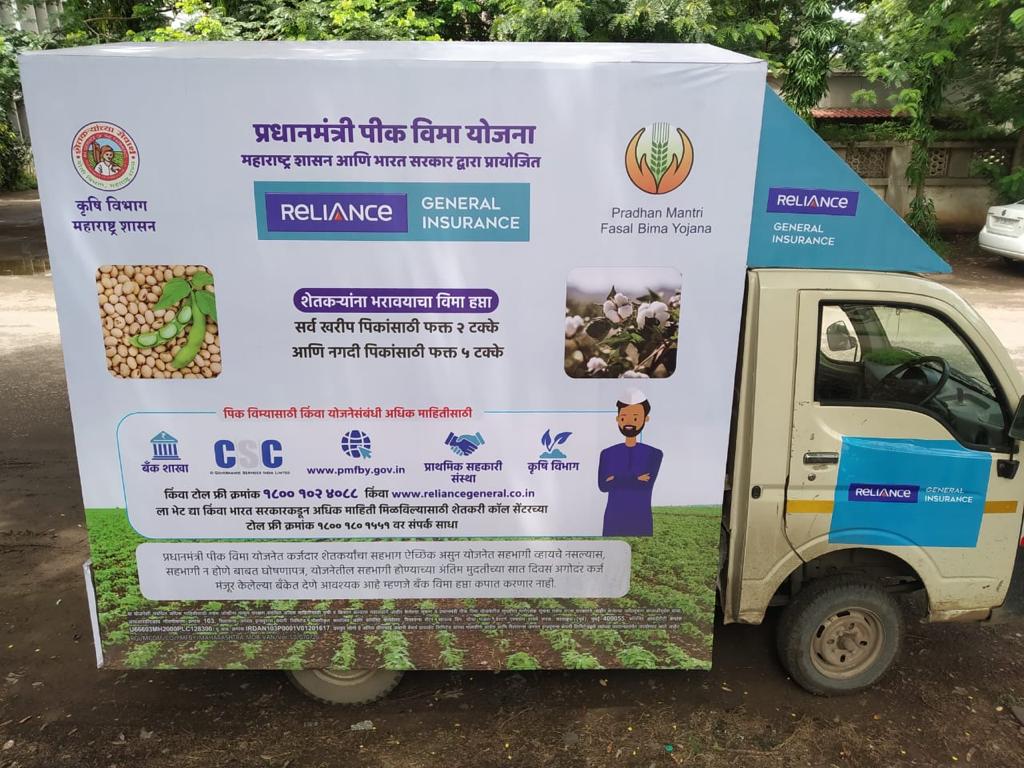 शेतकऱ्यांच्या सेवार्थ
कृषि विभाग
महाराष्ट्र शासन
प्रधानमंत्री पीक विमा योजना
महाराष्ट्र शासन आणि भारत सरकार द्वारा प्रायोजित
RELIANCE GENERAL INSURANCE
Pradhan Mantri
Fasal Bima Yojana
RELIANCE
GENERAL
INSURANCE
शेतकऱ्यांना भरावयाचा विमा हप्ता
सर्व खरीप पिकांसाठी फक्त २ टक्के
आणि नगदी पिकांसाठी फक्त ५ टक्के
पिक विम्यासाठी किंवा योजनेसंबंधी अधिक माहितीसाठी
बँक शाखा
CSC
E-GOVERNANCE SERVICES INDIA LIMITED
www.pmfby.gov.in
प्राथमिक सहकारी
संस्था
कृषि विभाग
किंवा टोल फ्री क्रमांक १८०० १०२ ४०८८ किंवा www.reliancegeneral.co.in
ला भेट द्या किंवा भारत सरकारकडून अधिक माहिती मिळविल्यासाठी शेतकरी कॉल सेंटरच्या
टोल फ्री क्रमांक १८०० १८० १५५१ वर संपर्क साधा
RELIANCE GENERAL INSURANCE
प्रधानमंत्री पीक विमा योजनेत कर्जदार शेतकर्यांचा सहभाग ऐच्छिक असुन योजनेत सहभागी व्हायचे नसल्यास,
सहभागी न होणे बाबत घोषणापत्र, योजनेतील सहभागी होण्याच्या अंतिम मुदतीच्या सात दिवस अगोदर कर्ज
मंजूर केलेल्या बँकेत देणे आवश्यक आहे म्हणजे बँक विमा हप्ता कपात करणार नाही.